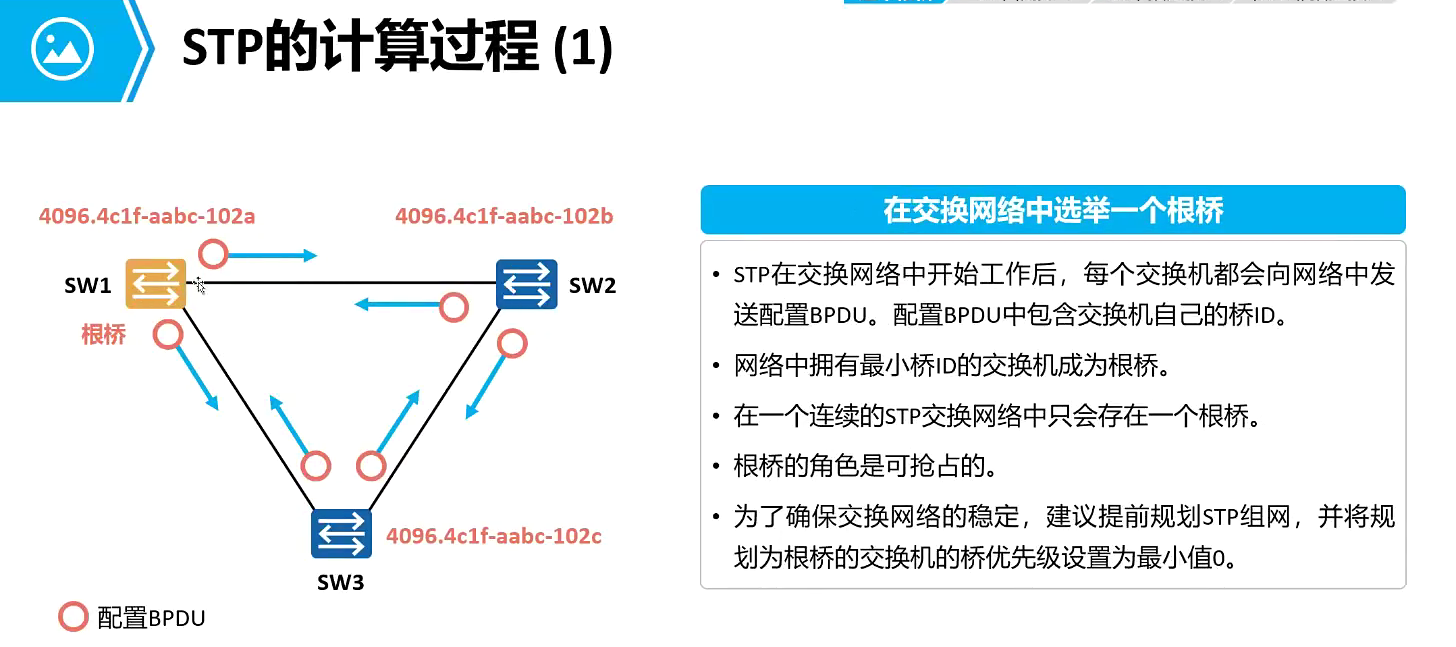 STP的计算过程 (1)
4096.4c1f-aabc-102a
4096.4c1f-aabc-102b
SW1
SW2
根桥
4096.4c1f-aabc-102c
SW3
配置BPDU
在交换网络中选举一个根桥
• STP在交换网络中开始工作后，每个交换机都会向网络中发
送配置BPDU。配置BPDU中包含交换机自己的桥ID。
• 网络中拥有最小桥ID的交换机成为根桥。
• 在一个连续的STP交换网络中只会存在一个根桥。
• 根桥的角色是可抢占的。
• 为了确保交换网络的稳定，建议提前规划STP组网，并将规
划为根桥的交换机的桥优先级设置为最小值0。